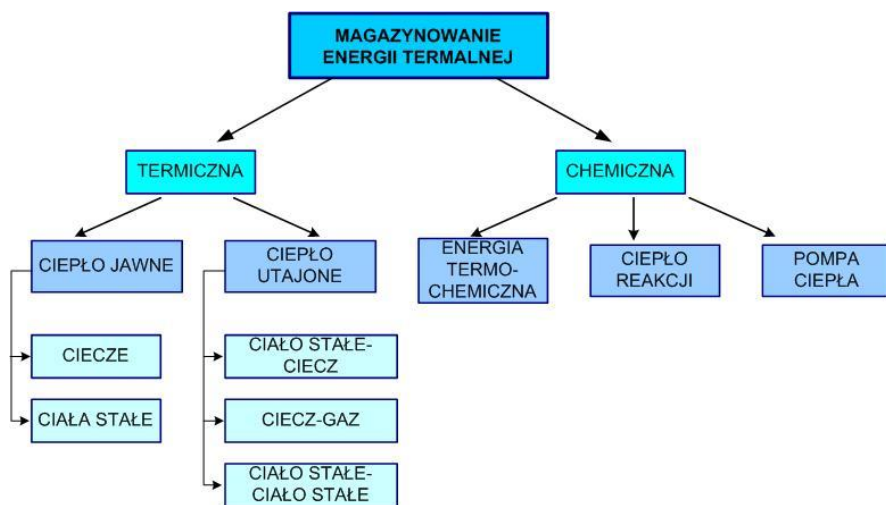 MAGAZYNOWANIE
ENERGII TERMALNEJ
TERMICZNA
CHEMICZNA
CIEPŁO JAWNE
CIEPŁO
UTAJONE
ENERGIA
TERMO-
CHEMICZNA
CIEPŁO
REAKCJI
POMPA
CIEPŁA
CIECZE
CIAŁO STAŁE-
CIECZ
CIAŁA STAŁE
CIECZ-GAZ
CIAŁO STAŁE-
CIAŁO STAŁE